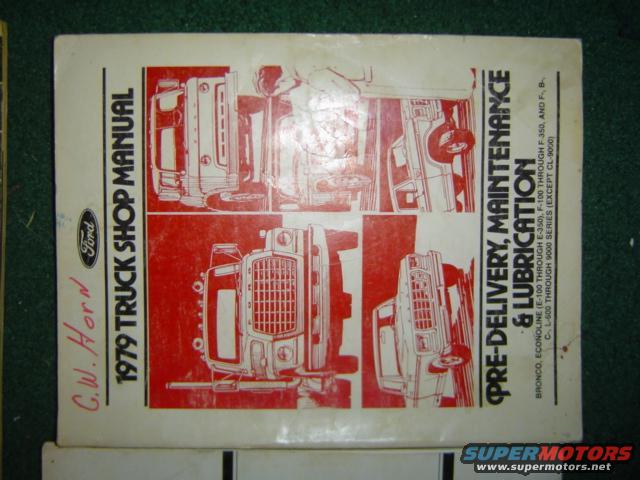 C.W. Horn
Ford
1979 TRUCK SHOP MANUAL
FORD
PRE-DELIVERY, MAINTENANCE
& LUBRICATION
BRONCO, ECONOLINE (E-100 THROUGH E-350), F-100 THROUGH F-350, AND F-, B-,
C-, L-600 THROUGH 9000 SERIES (EXCEPT CL-9000)
SUPERMOTORS
www.supermotors.net